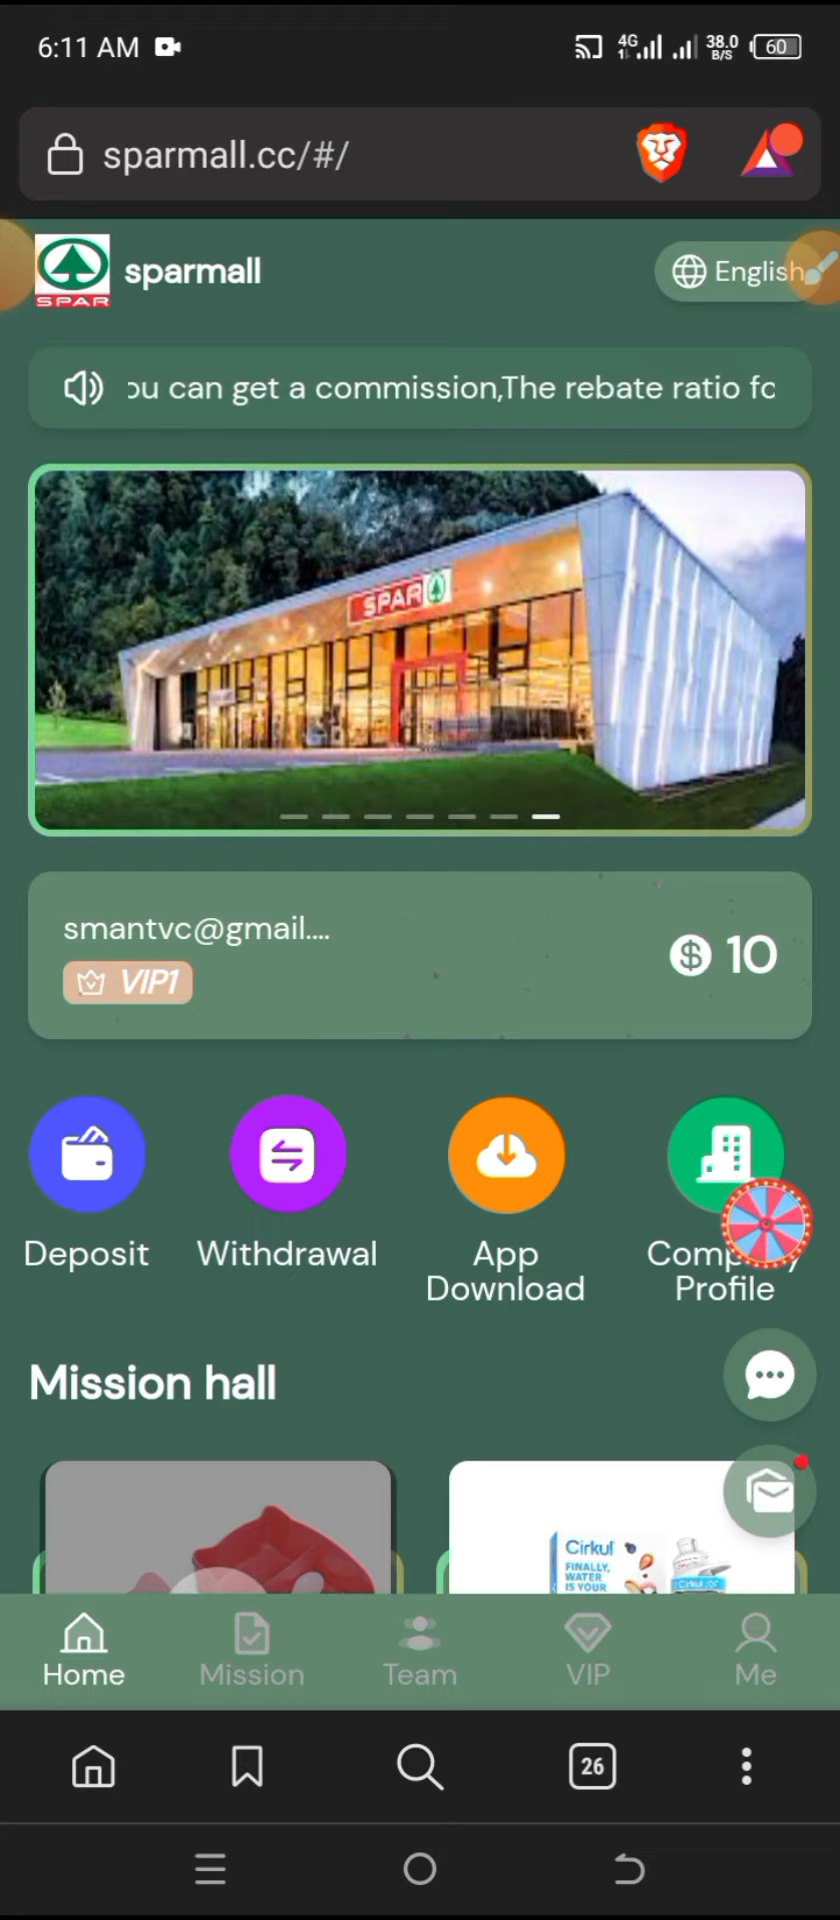 6:11 AM
4G
38.0
B/S
60
sparmall.cc/#/
SPAR
sparmall
English
ou can get a commission,The rebate ratio fo
SPAR
smantvc@gmail....
VIP1
$ 10
Deposit
Withdrawal
App
Download
Profile
Mission hall
Cirkul
FINALLY,
WATER
IS YOUR
Cirkul
Home
Mission
Team
VIP
Me
26